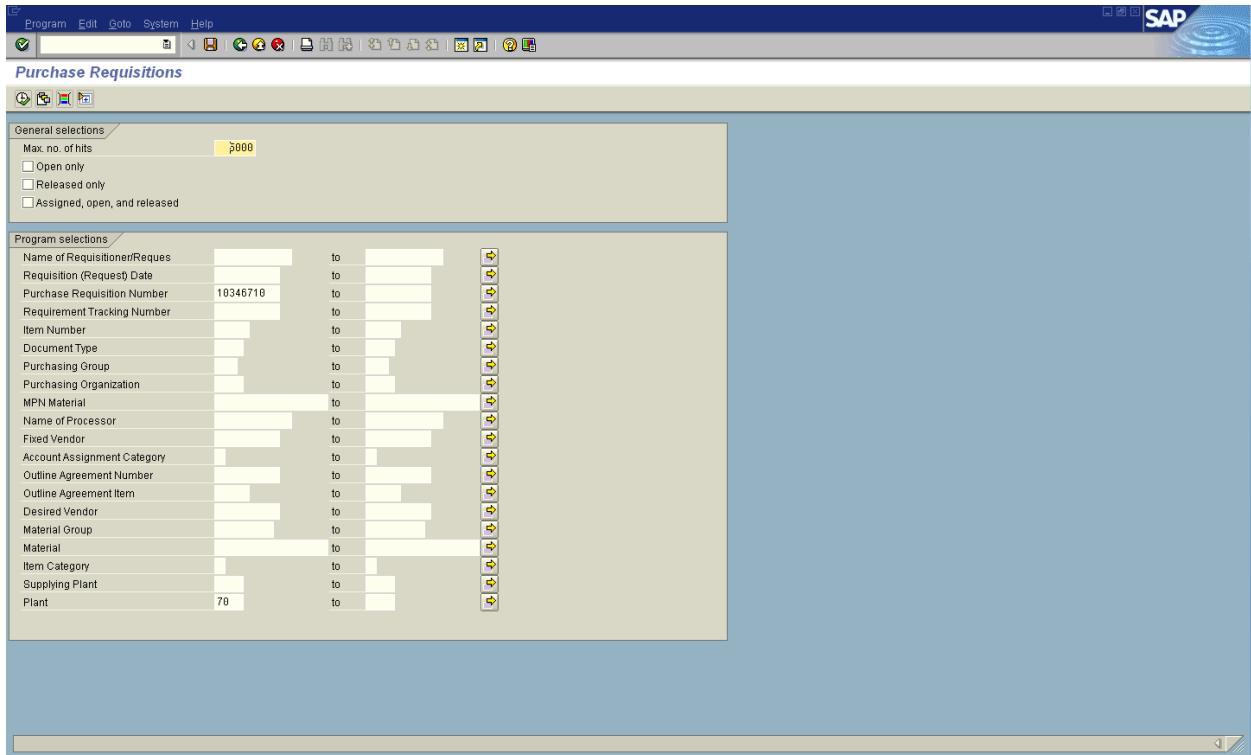 Program Edit Goto System Help
SAP
Purchase Requisitions
General selections
Max. no. of hits 5000
Open only
Released only
Assigned, open, and released
Program selections
Name of Requisitioner/Reques to
Requisition (Request) Date to
Purchase Requisition Number 10346710 to
Requirement Tracking Number to
Item Number to
Document Type to
Purchasing Group to
Purchasing Organization to
MPN Material to
Name of Processor to
Fixed Vendor to
Account Assignment Category to
Outline Agreement Number to
Outline Agreement Item to
Desired Vendor to
Material Group to
Material to
Item Category to
Supplying Plant to
Plant 70 to